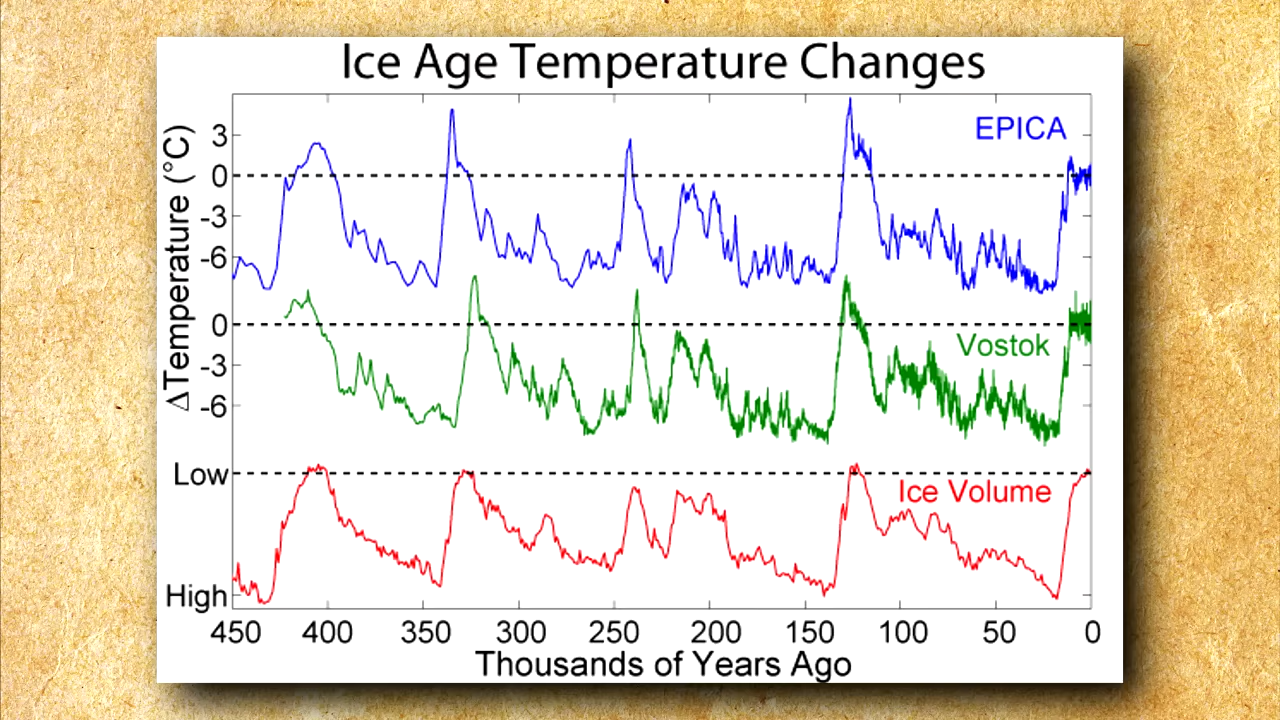 Ice Age Temperature Changes
EPICA
3
0
-3
-6
ΔTemperature (°C)
0
Vostok
-3
-6
Low
Ice Volume
High
450 400 350 300 250 200 150 100 50 0
Thousands of Years Ago